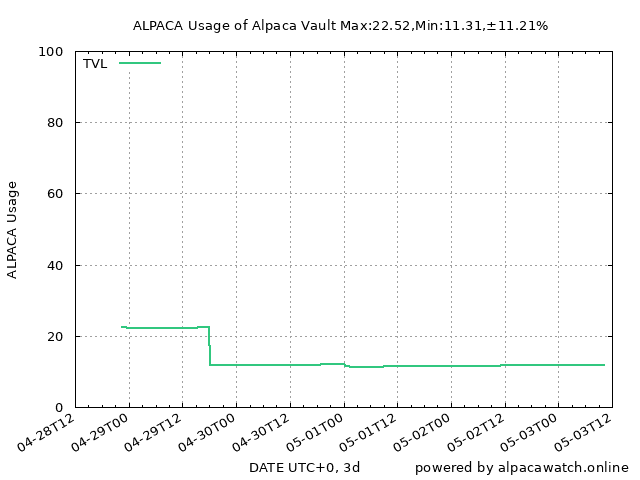 ALPACA Usage of Alpaca Vault Max:22.52,Min:11.31,±11.21%
TVL
100
80
60
40
20
0
ALPACA Usage
04-28T12
04-29T00
04-29T12
04-30T00
04-30T12
05-01T00
05-01T12
05-02T00
05-02T12
05-03T00
05-03T12
DATE UTC+0, 3d
powered by alpacawatch.online